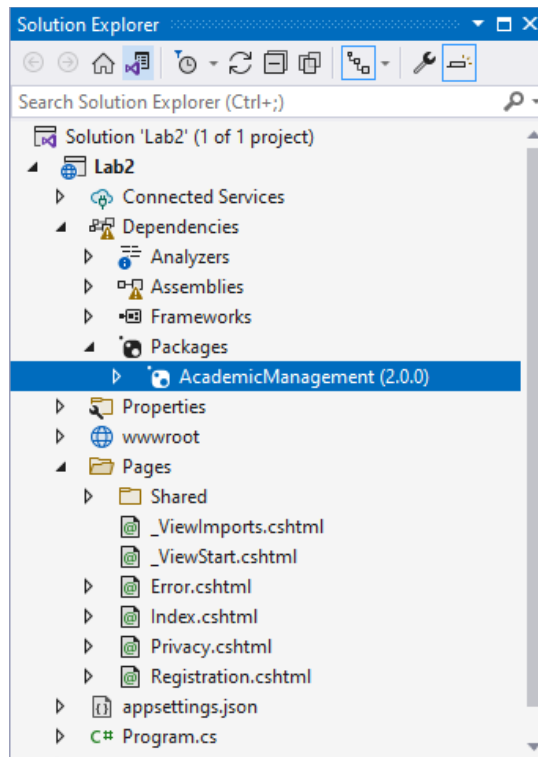 Solution Explorer
Search Solution Explorer (Ctrl+;)
Solution 'Lab2' (1 of 1 project)
Lab2
Connected Services
Dependencies
Analyzers
Assemblies
Frameworks
Packages
AcademicManagement (2.0.0)
Properties
wwwroot
Pages
Shared
_ViewImports.cshtml
_ViewStart.cshtml
Error.cshtml
Index.cshtml
Privacy.cshtml
Registration.cshtml
appsettings.json
C# Program.cs